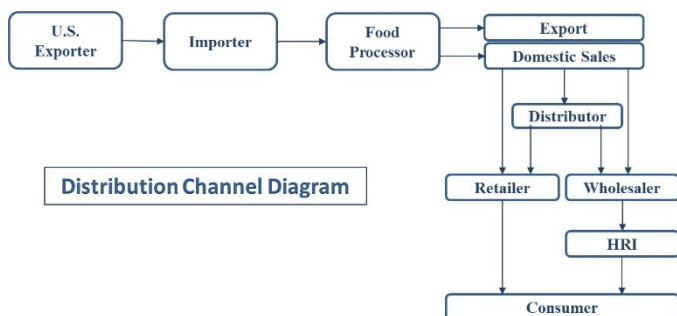 U.S.
Exporter
Importer
Food
Processor
Export
Domestic Sales
Distributor
Distribution Channel Diagram
Retailer
Wholesaler
HRI
Consumer